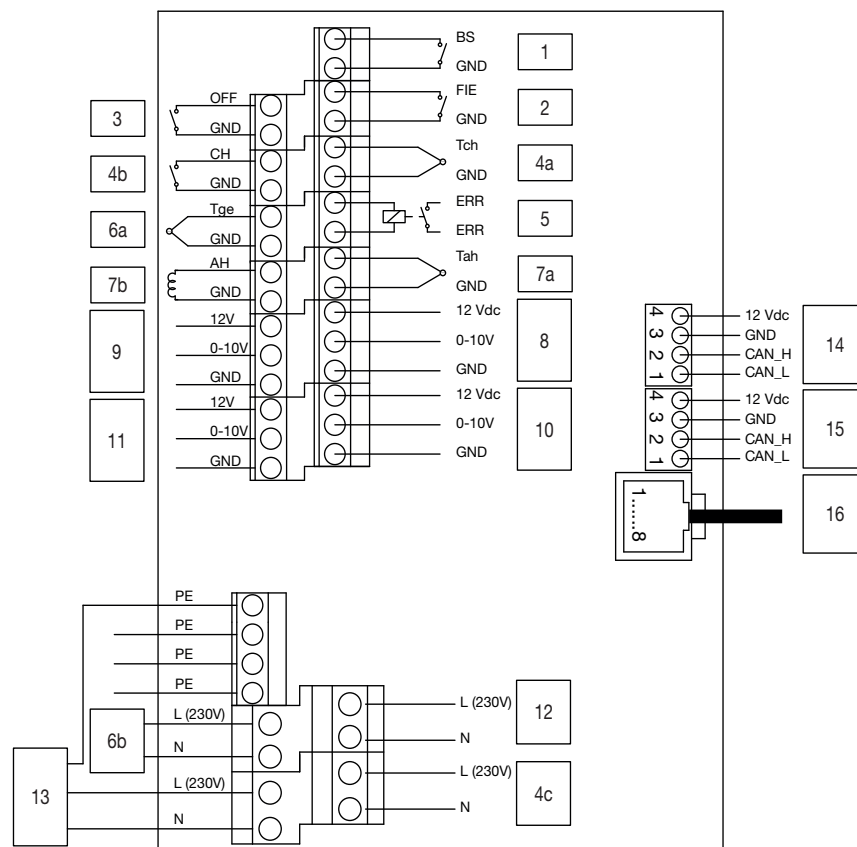 BS
1
GND
FIE
2
GND
OFF
3
GND
Tch
4a
GND
CH
4b
GND
ERR
5
ERR
Tge
6a
GND
Tah
7a
GND
AH
7b
GND
12 Vdc
0-10V
8
GND
12V
0-10V
9
GND
12 Vdc
0-10V
10
GND
12V
0-10V
11
GND
4 12 Vdc
3 GND
2 CAN_H
1 CAN_L
14
4 12 Vdc
3 GND
2 CAN_H
1 CAN_L
15
1......8
16
PE
PE
PE
PE
L (230V)
6b
N
L (230V)
13
N
L (230V)
12
N
L (230V)
4c
N